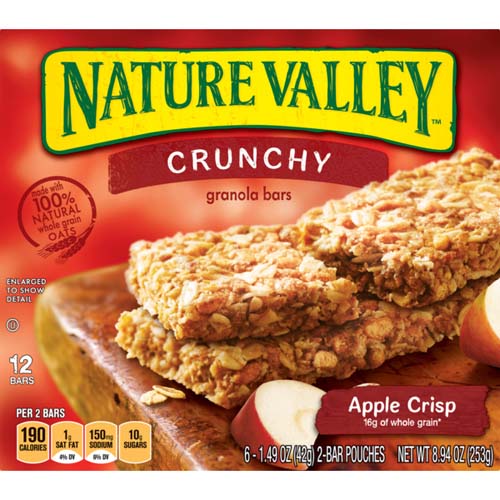 NATURE VALLEY™
CRUNCHY
granola bars
made with
100%
NATURAL
whole grain
OATS
ENLARGED
TO SHOW
DETAIL
U
12
BARS
PER 2 BARS
190
CALORIES
1g
SAT FAT
4% DV
150mg
SODIUM
6% DV
10g
SUGARS
Apple Crisp
16g of whole grain*
6 - 1.49 OZ (42g) 2-BAR POUCHES NET WT 8.94 OZ (253g)